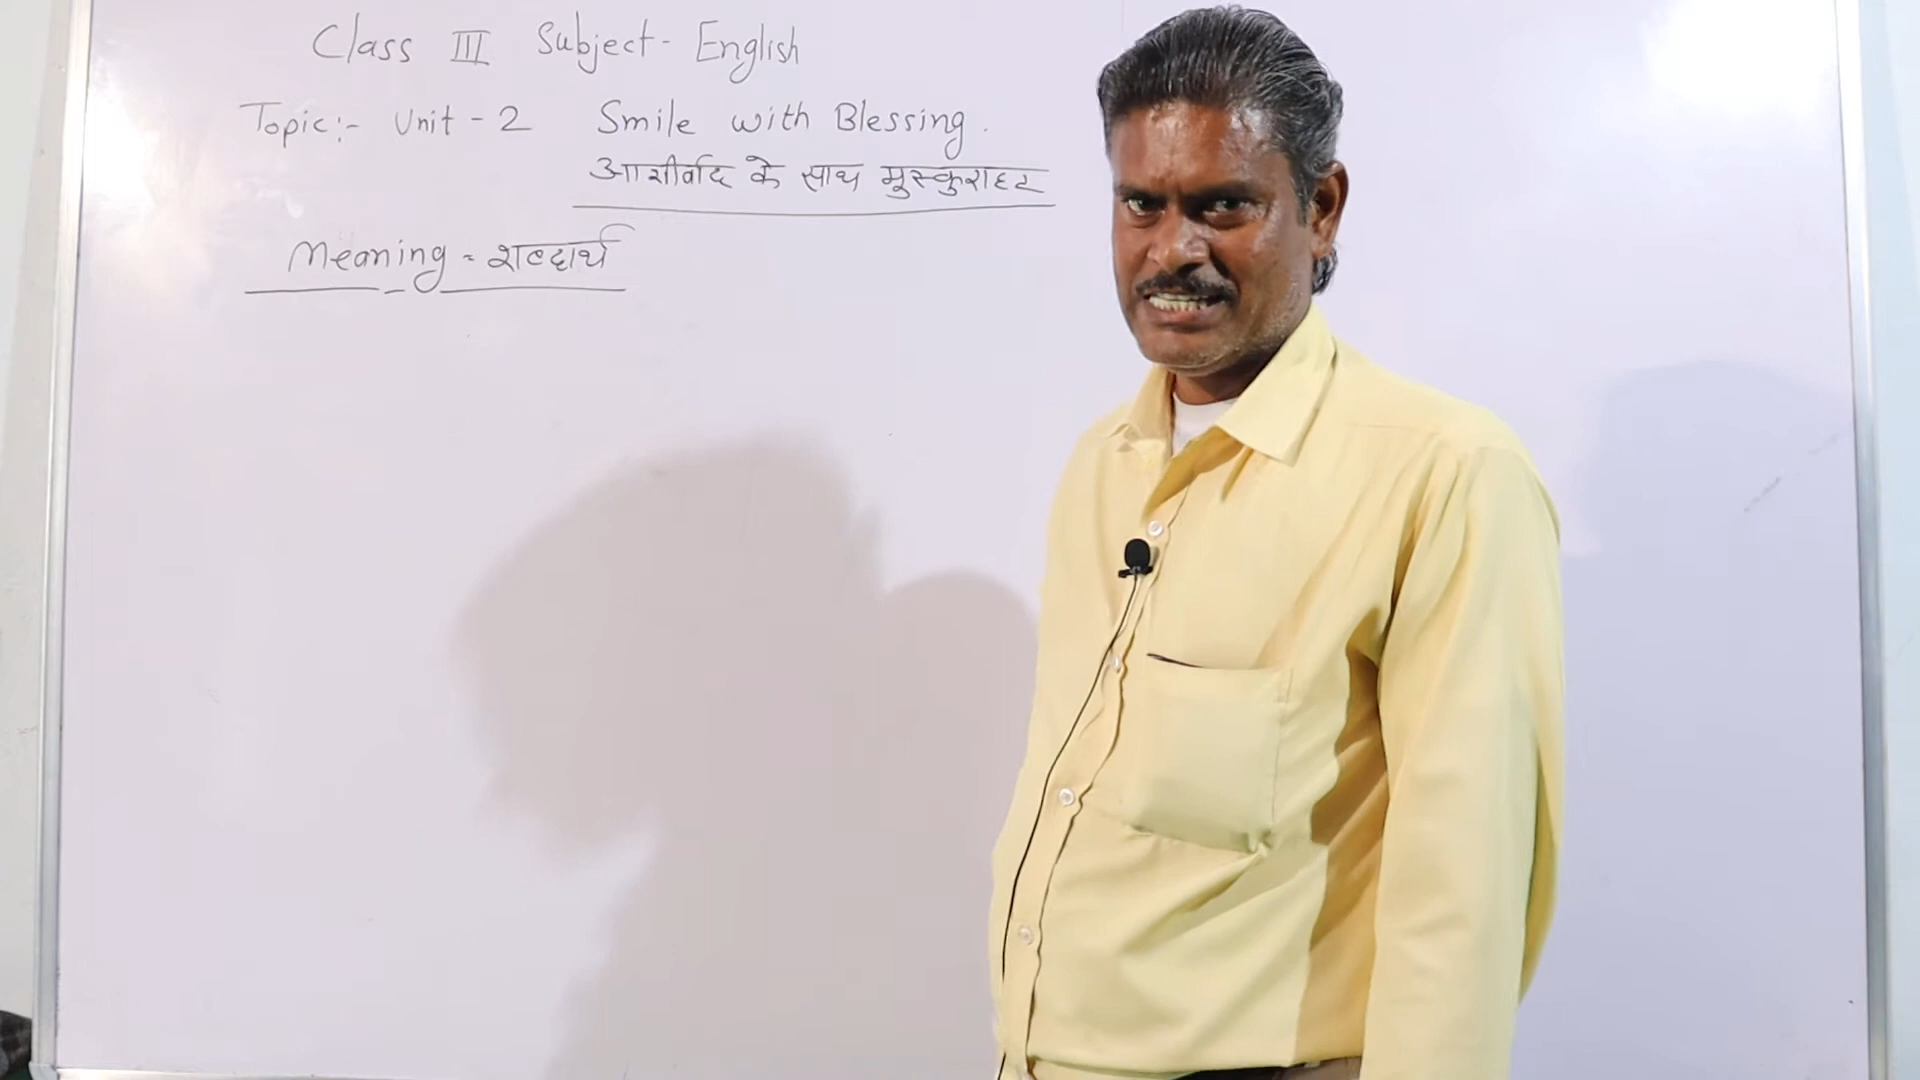 Class III Subject- English
Topic:- Unit - 2 Smile with Blessing.
आशीर्वाद के साथ मुस्कुराहट
Meaning = शब्दार्थ